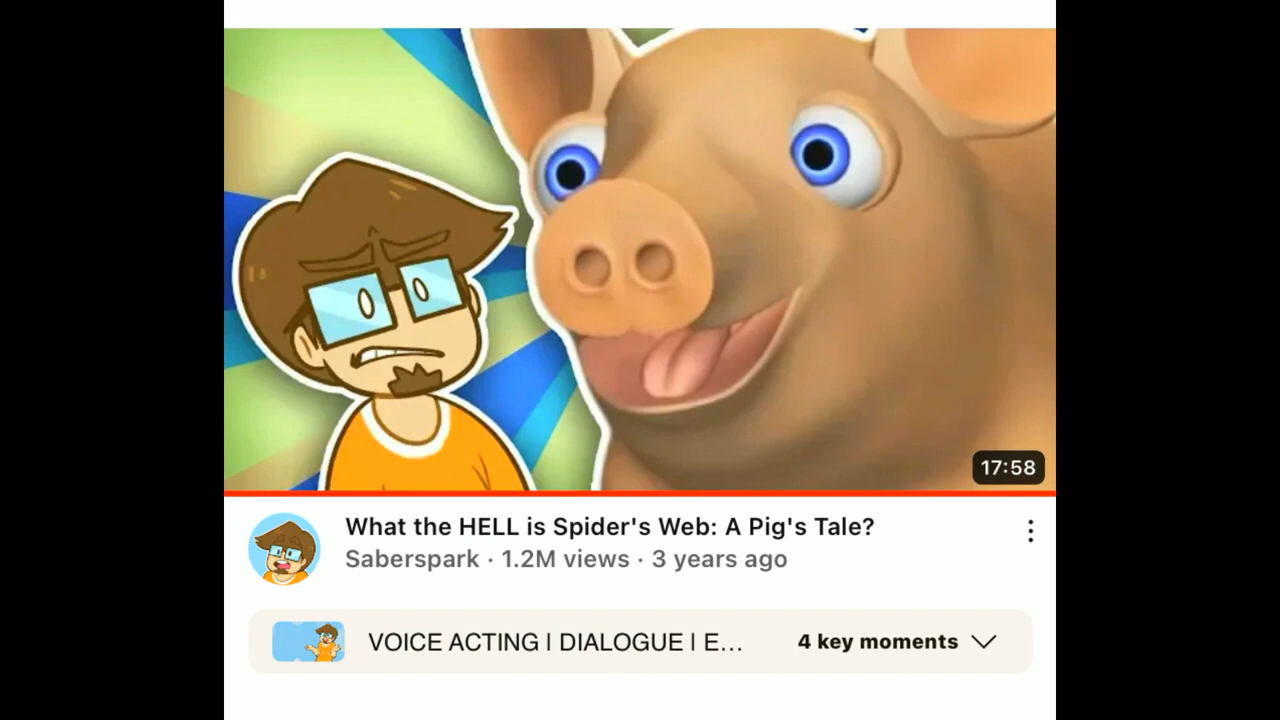 17:58
What the HELL is Spider's Web: A Pig's Tale?
Saberspark · 1.2M views · 3 years ago
VOICE ACTING | DIALOGUE | E... 4 key moments